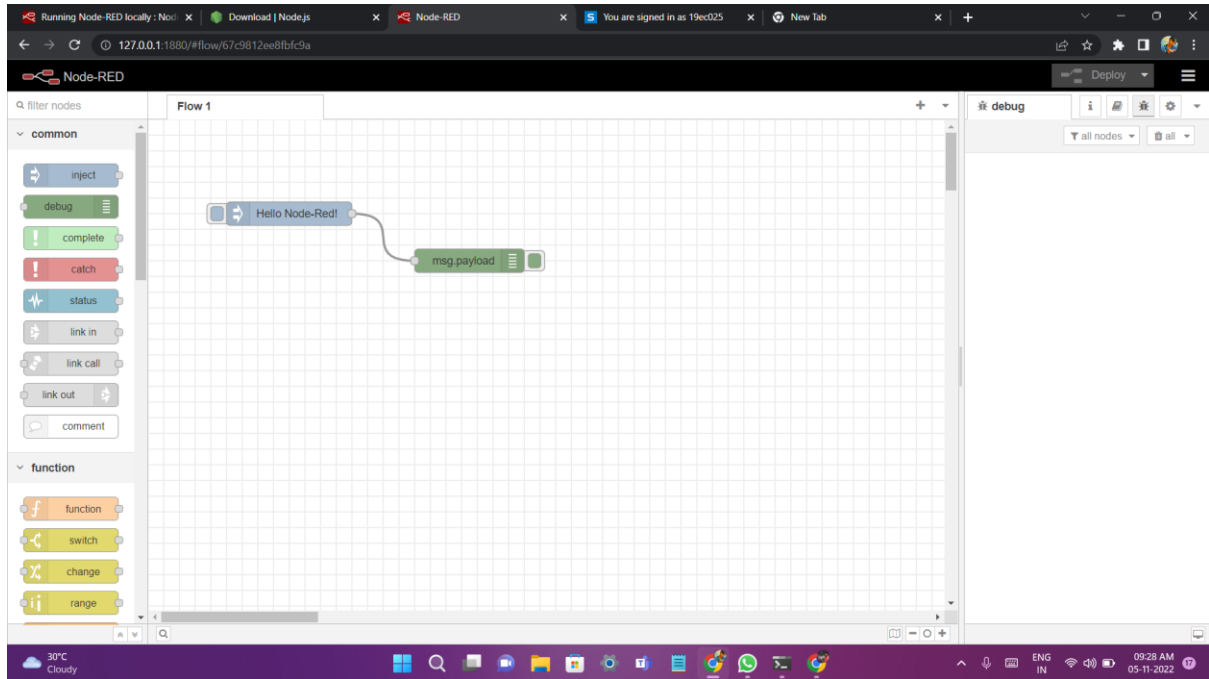 Running Node-RED locally : Nod
Download | Node.js
Node-RED
S You are signed in as 19ec025
New Tab
127.0.0.1:1880/#flow/67c9812ee8fbfc9a
Node-RED
Deploy
filter nodes
Flow 1
debug
i
all nodes
all
common
inject
debug
complete
catch
status
link in
link call
link out
comment
function
function
switch
change
range
Hello Node-Red!
msg.payload
30°C
Cloudy
ENG
IN
09:28 AM
05-11-2022
17